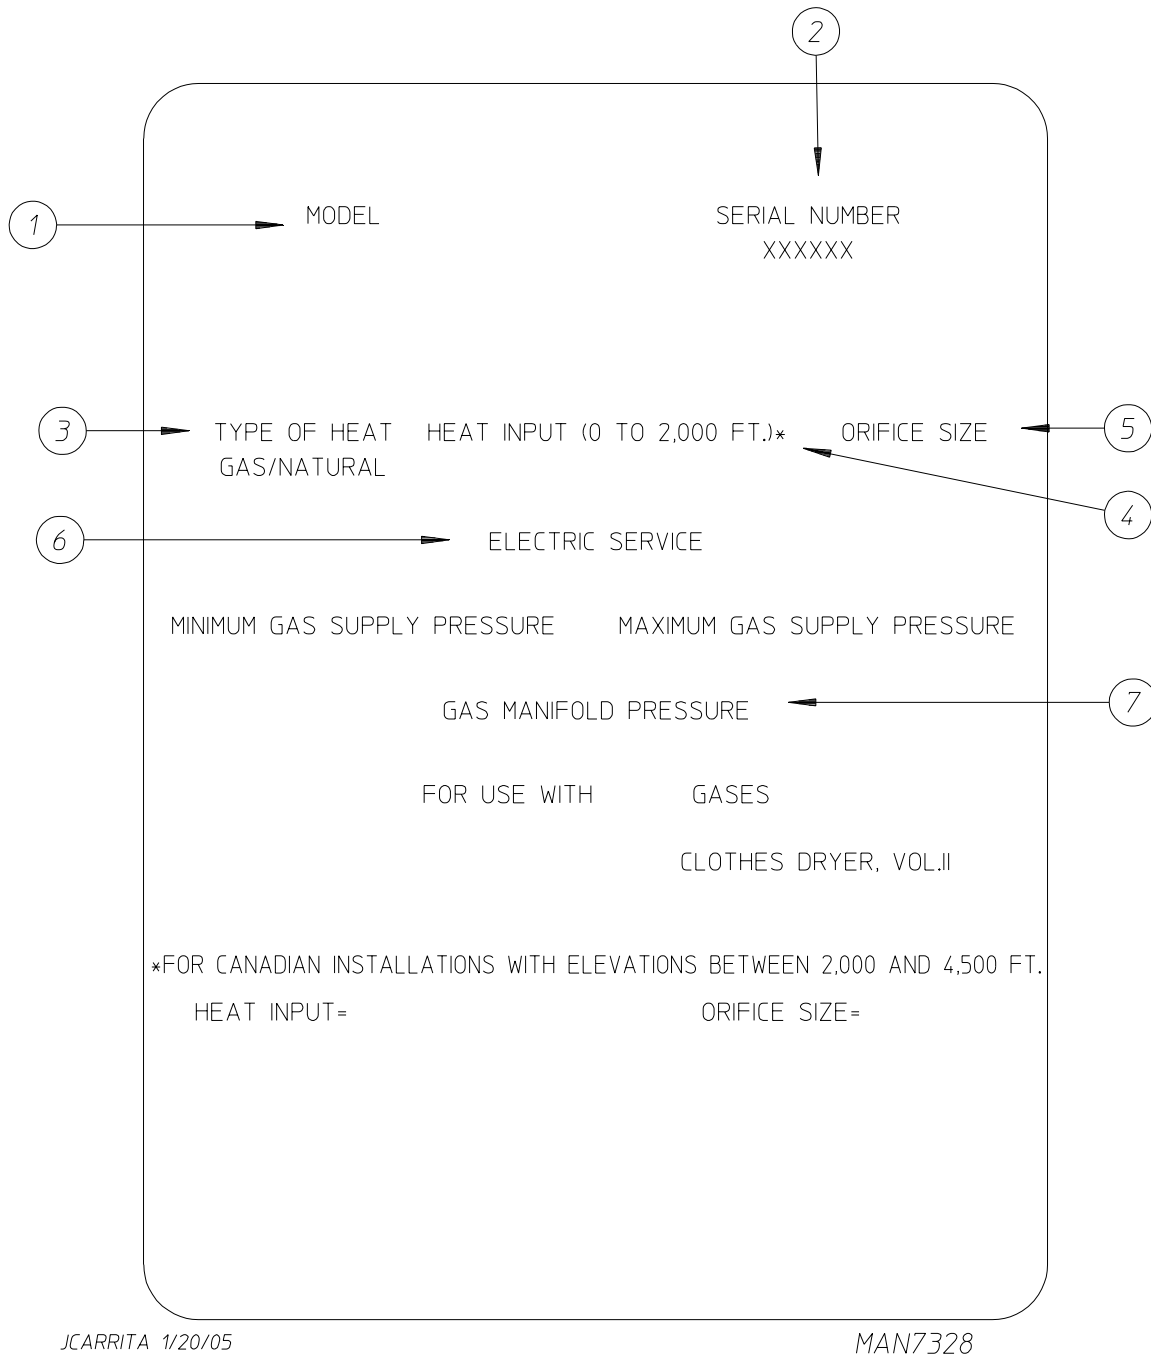 2
1
MODEL
SERIAL NUMBER
XXXXXX
3
TYPE OF HEAT HEAT INPUT (0 TO 2,000 FT.)* ORIFICE SIZE
5
GAS/NATURAL
4
6
ELECTRIC SERVICE
MINIMUM GAS SUPPLY PRESSURE MAXIMUM GAS SUPPLY PRESSURE
GAS MANIFOLD PRESSURE
7
FOR USE WITH GASES
CLOTHES DRYER, VOL.II
*FOR CANADIAN INSTALLATIONS WITH ELEVATIONS BETWEEN 2,000 AND 4,500 FT.
HEAT INPUT= ORIFICE SIZE=
JCARRITA 1/20/05
MAN7328